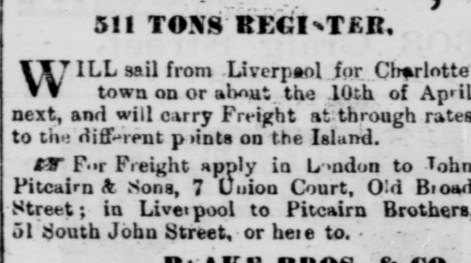 511 TONS REGISTER,
WILL sail from Liverpool for Charlotte
town on or about the 10th of April
next, and will carry Freight at through rates
to the different points on the Island.
☞ For Freight apply in London to John
Pitcairn & Sons, 7 Union Court, Old Broad
Street; in Liverpool to Pitcairn Brothers
51 South John Street, or here to.
BROS. & CO